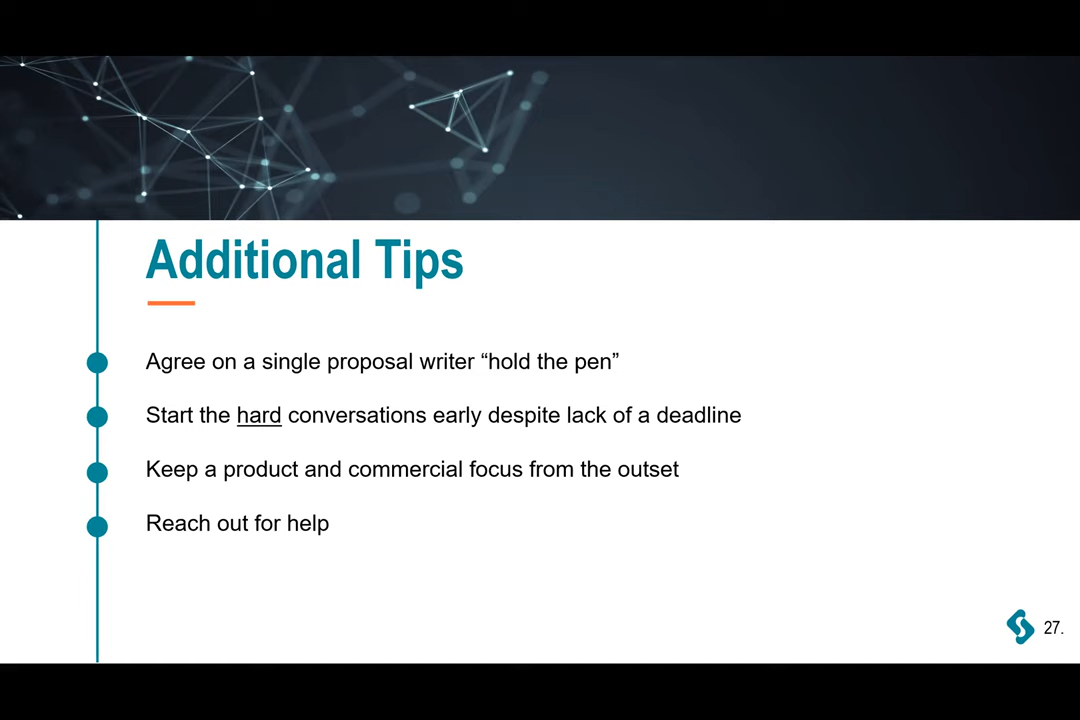 Additional Tips
Agree on a single proposal writer “hold the pen”
Start the hard conversations early despite lack of a deadline
Keep a product and commercial focus from the outset
Reach out for help
27.